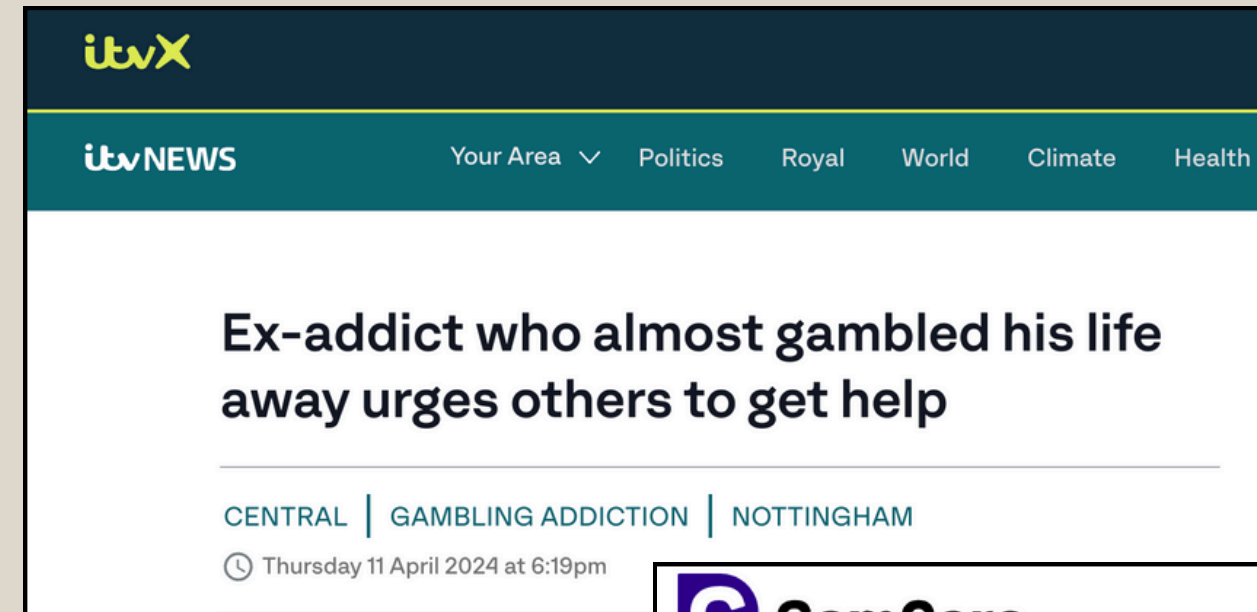 itvX
itv NEWS Your Area Politics Royal World Climate Health
Ex-addict who almost gambled his life
away urges others to get help
CENTRAL | GAMBLING ADDICTION | NOTTINGHAM
Thursday 11 April 2024 at 6:19pm